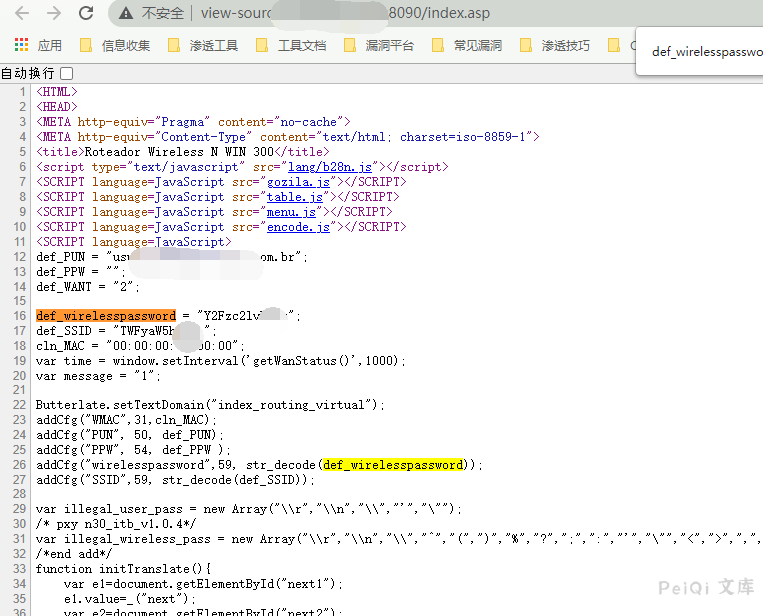 不安全 view-sourc 8090/index.asp
应用 信息收集 渗透工具 工具文档 漏洞平台 常见漏洞 渗透技巧
def_wirelesspasswo
自动换行
1 <HTML>
2 <HEAD>
3 <META http-equiv="Pragma" content="no-cache">
4 <META http-equiv="Content-Type" content="text/html; charset=iso-8859-1">
5 <title>Roteador Wireless N WIN 300</title>
6 <script type="text/javascript" src="lang/b28n.js"></script>
7 <SCRIPT language=JavaScript src="gozila.js"></SCRIPT>
8 <SCRIPT language=JavaScript src="table.js"></SCRIPT>
9 <SCRIPT language=JavaScript src="menu.js"></SCRIPT>
10 <SCRIPT language=JavaScript src="encode.js"></SCRIPT>
11 <SCRIPT language=JavaScript>
12 def_PUN = "us om.br";
13 def_PPW = "";
14 def_WANT = "2";
15
16 def_wirelesspassword = "Y2Fzc2lv ";
17 def_SSID = "TWFyaW5h ";
18 cln_MAC = "00:00:00: 00:00";
19 var time = window.setInterval('getWanStatus()',1000);
20 var message = "1";
21
22 Butterlate.setTextDomain("index_routing_virtual");
23 addCfg("WMAC",31,cln_MAC);
24 addCfg("PUN", 50, def_PUN);
25 addCfg("PPW", 54, def_PPW );
26 addCfg("wirelesspassword",59, str_decode(def_wirelesspassword));
27 addCfg("SSID",59, str_decode(def_SSID));
28
29 var illegal_user_pass = new Array("\\r","\\n","\\","'","\"");
30 /* pxy n30_itb_v1.0.4*/
31 var illegal_wireless_pass = new Array("\\r","\\n","\\","^","(",")","%","?",";",":","'","\"","<",">",",",
32 /*end add*/
33 function initTranslate(){
34 var e1=document.getElementById("next1");
35 e1.value=_("next");
36 var e2=document.getElementById("next2");
PeiQi 文库